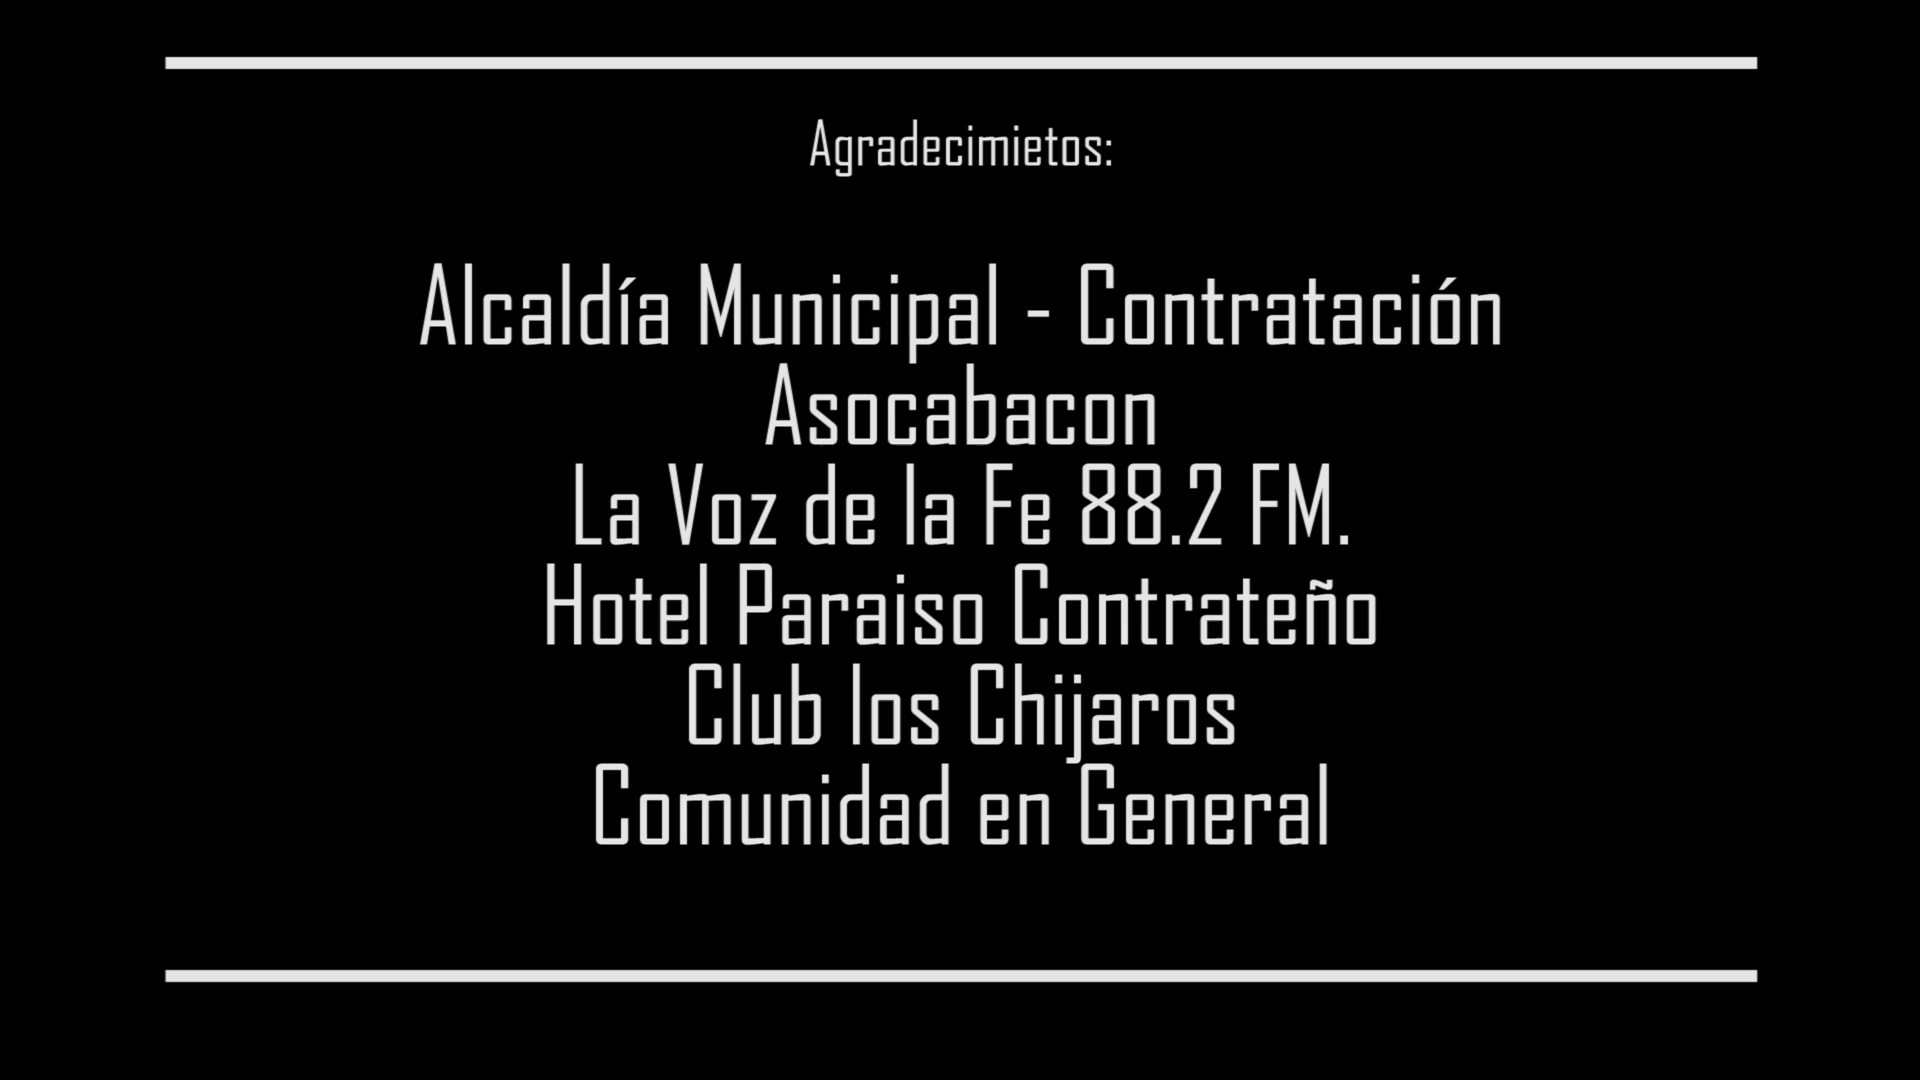 Agradecimietos:
Alcaldía Municipal - Contratación
Asocabacon
La Voz de la Fe 88.2 FM.
Hotel Paraiso Contrateño
Club los Chijaros
Comunidad en General